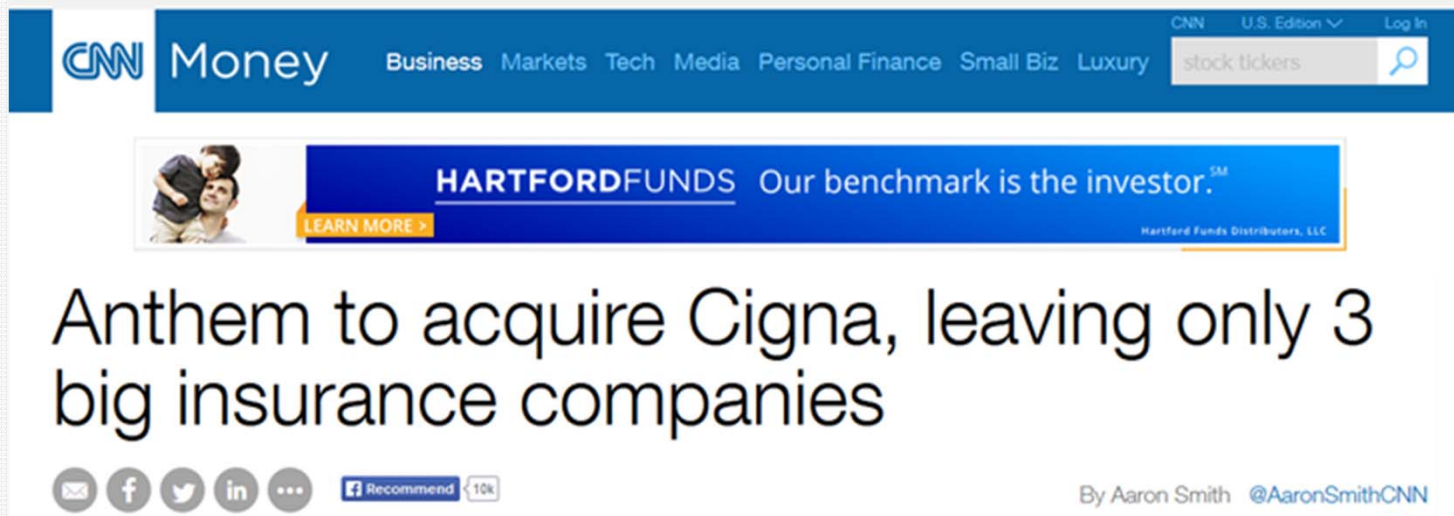 CNN U.S. Edition Log In
CNN Money Business Markets Tech Media Personal Finance Small Biz Luxury stock tickers
HARTFORDFUNDS Our benchmark is the investor.℠
LEARN MORE >
Hartford Funds Distributors, LLC
Anthem to acquire Cigna, leaving only 3
big insurance companies
f in Recommend 10k
By Aaron Smith @AaronSmithCNN